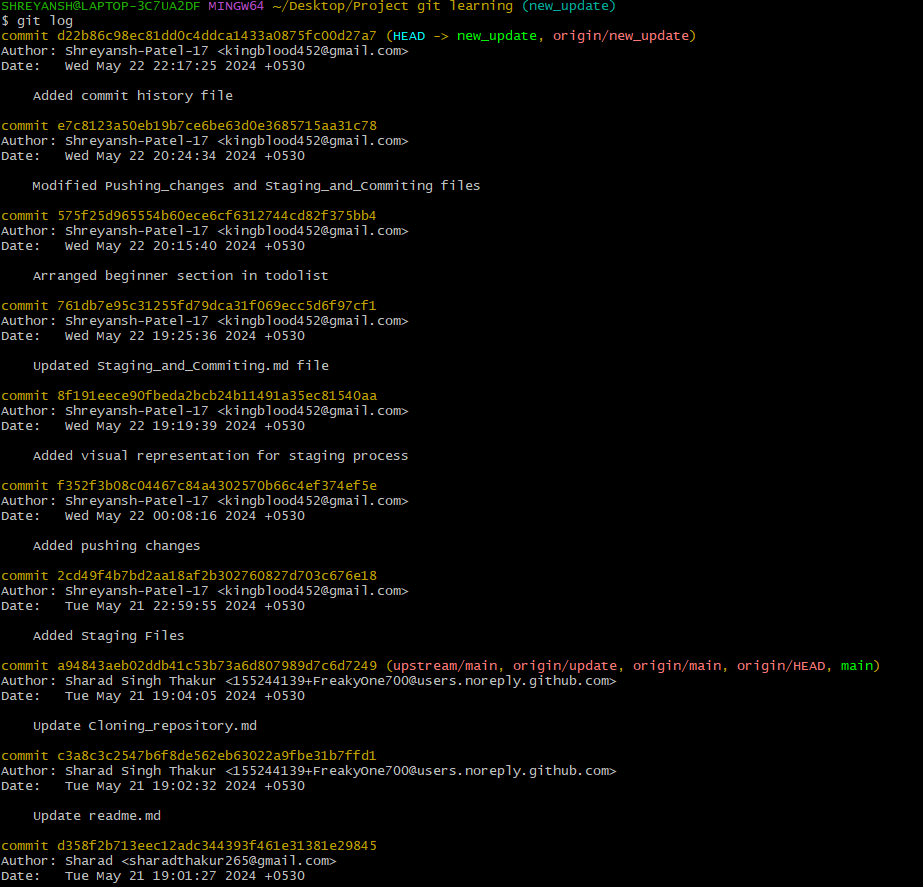 SHREYANSH@LAPTOP-3C7UA2DF MINGW64 ~/Desktop/Project git learning (new_update)
$ git log
commit d22b86c98ec81dd0c4ddca1433a0875fc00d27a7 (HEAD -> new_update, origin/new_update)
Author: Shreyansh-Patel-17 <kingblood452@gmail.com>
Date:   Wed May 22 22:17:25 2024 +0530

    Added commit history file

commit e7c8123a50eb19b7ce6be63d0e3685715aa31c78
Author: Shreyansh-Patel-17 <kingblood452@gmail.com>
Date:   Wed May 22 20:24:34 2024 +0530

    Modified Pushing_changes and Staging_and_Commiting files

commit 575f25d965554b60ece6cf6312744cd82f375bb4
Author: Shreyansh-Patel-17 <kingblood452@gmail.com>
Date:   Wed May 22 20:15:40 2024 +0530

    Arranged beginner section in todolist

commit 761db7e95c31255fd79dca31f069ecc5d6f97cf1
Author: Shreyansh-Patel-17 <kingblood452@gmail.com>
Date:   Wed May 22 19:25:36 2024 +0530

    Updated Staging_and_Commiting.md file

commit 8f191eece90fbeda2bcb24b11491a35ec81540aa
Author: Shreyansh-Patel-17 <kingblood452@gmail.com>
Date:   Wed May 22 19:19:39 2024 +0530

    Added visual representation for staging process

commit f352f3b08c04467c84a4302570b66c4ef374ef5e
Author: Shreyansh-Patel-17 <kingblood452@gmail.com>
Date:   Wed May 22 00:08:16 2024 +0530

    Added pushing changes

commit 2cd49f4b7bd2aa18af2b302760827d703c676e18
Author: Shreyansh-Patel-17 <kingblood452@gmail.com>
Date:   Tue May 21 22:59:55 2024 +0530

    Added Staging Files

commit a94843aeb02ddb41c53b73a6d807989d7c6d7249 (upstream/main, origin/update, origin/main, origin/HEAD, main)
Author: Sharad Singh Thakur <155244139+FreakyOne700@users.noreply.github.com>
Date:   Tue May 21 19:04:05 2024 +0530

    Update Cloning_repository.md

commit c3a8c3c2547b6f8de562eb63022a9fbe31b7ffd1
Author: Sharad Singh Thakur <155244139+FreakyOne700@users.noreply.github.com>
Date:   Tue May 21 19:02:32 2024 +0530

    Update readme.md

commit d358f2b713eec12adc344393f461e31381e29845
Author: Sharad <sharadthakur265@gmail.com>
Date:   Tue May 21 19:01:27 2024 +0530